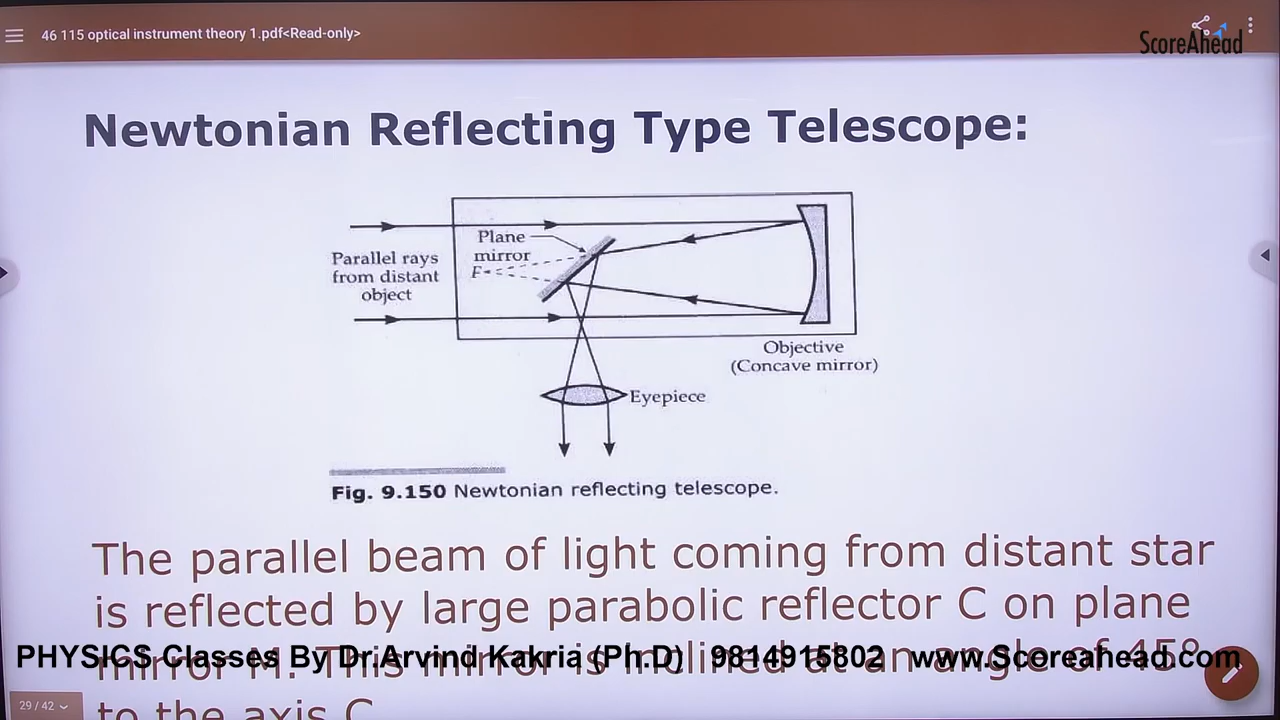 46 115 optical instrument theory 1.pdf<Read-only>
ScoreAhead
Newtonian Reflecting Type Telescope:
Plane
mirror
F
Parallel rays
from distant
object
Objective
(Concave mirror)
Eyepiece
Fig. 9.150 Newtonian reflecting telescope.
The parallel beam of light coming from distant star
is reflected by large parabolic reflector C on plane
mirror M. This mirror is inclined at an angle of 45°
PHYSICS Classes By Dr.Arvind Kakria (Ph.D) 9814915802 www.Scoreahead.com
to the axis C
29 / 42